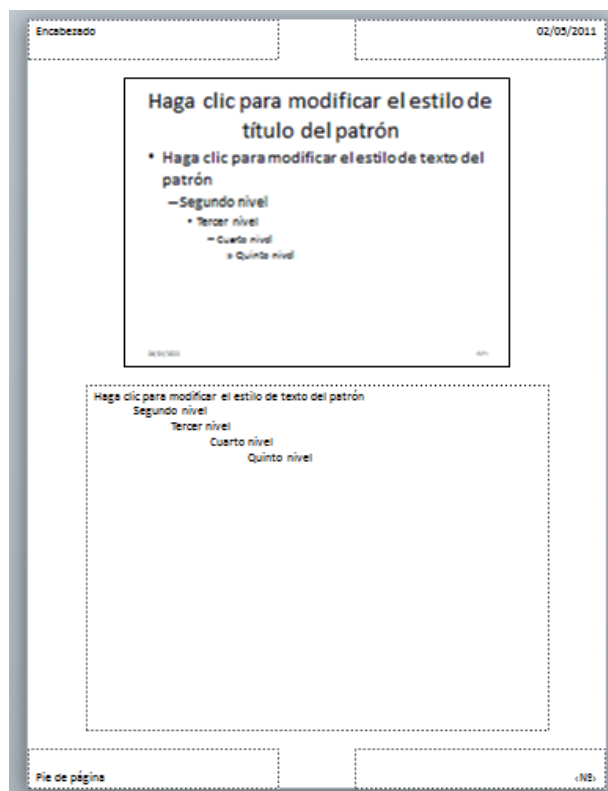 Encabezado
02/05/2011
Haga clic para modificar el estilo de
título del patrón
• Haga clic para modificar el estilo de texto del
patrón
–Segundo nivel
• Tercer nivel
– Cuarto nivel
» Quinto nivel
Haga clic para modificar el estilo de texto del patrón
Segundo nivel
Tercer nivel
Cuarto nivel
Quinto nivel
Pie de página
‹Nº›